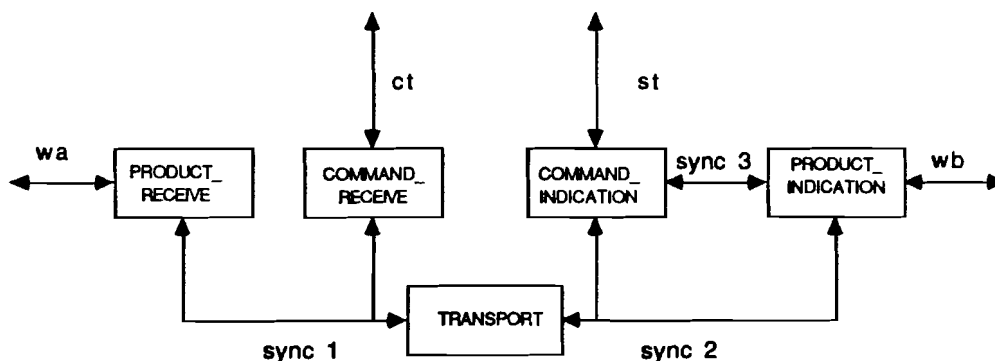 ct
st
wa
PRODUCT_
RECEIVE
COMMAND_
RECEIVE
COMMAND_
INDICATION
sync 3
PRODUCT_
INDICATION
wb
TRANSPORT
sync 1
sync 2